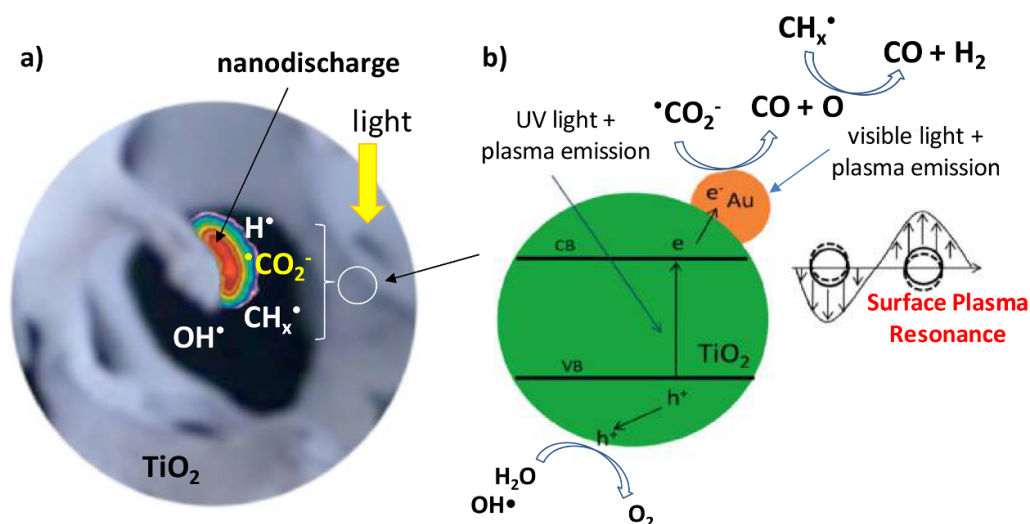 a)
nanodischarge
light
H•
•CO₂⁻
CHₓ•
OH•
TiO₂
b)
CHₓ•
CO + H₂
•CO₂⁻
CO + O
UV light +
plasma emission
visible light +
plasma emission
e⁻ Au
CB
e
VB
TiO₂
h⁺
h⁺
H₂O
OH•
O₂
Surface Plasma
Resonance